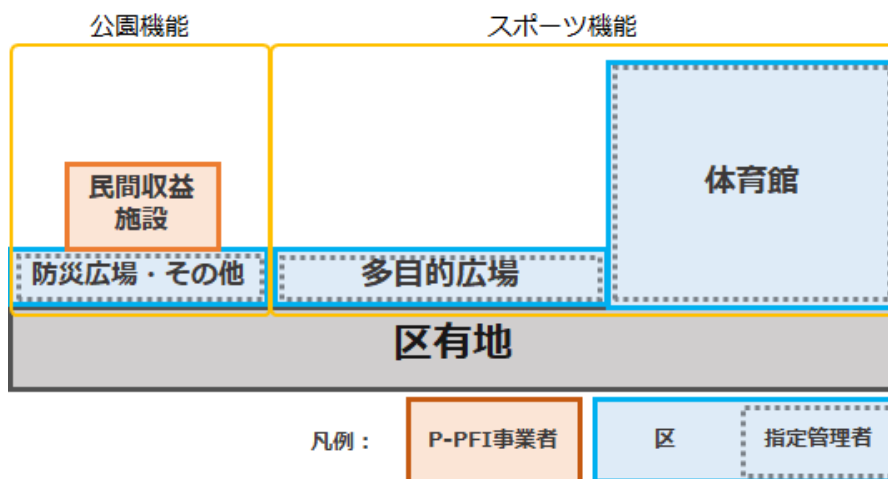 公園機能
スポーツ機能
民間収益
施設
体育館
防災広場・その他
多目的広場
区有地
凡例：
P-PFI事業者
区
指定管理者